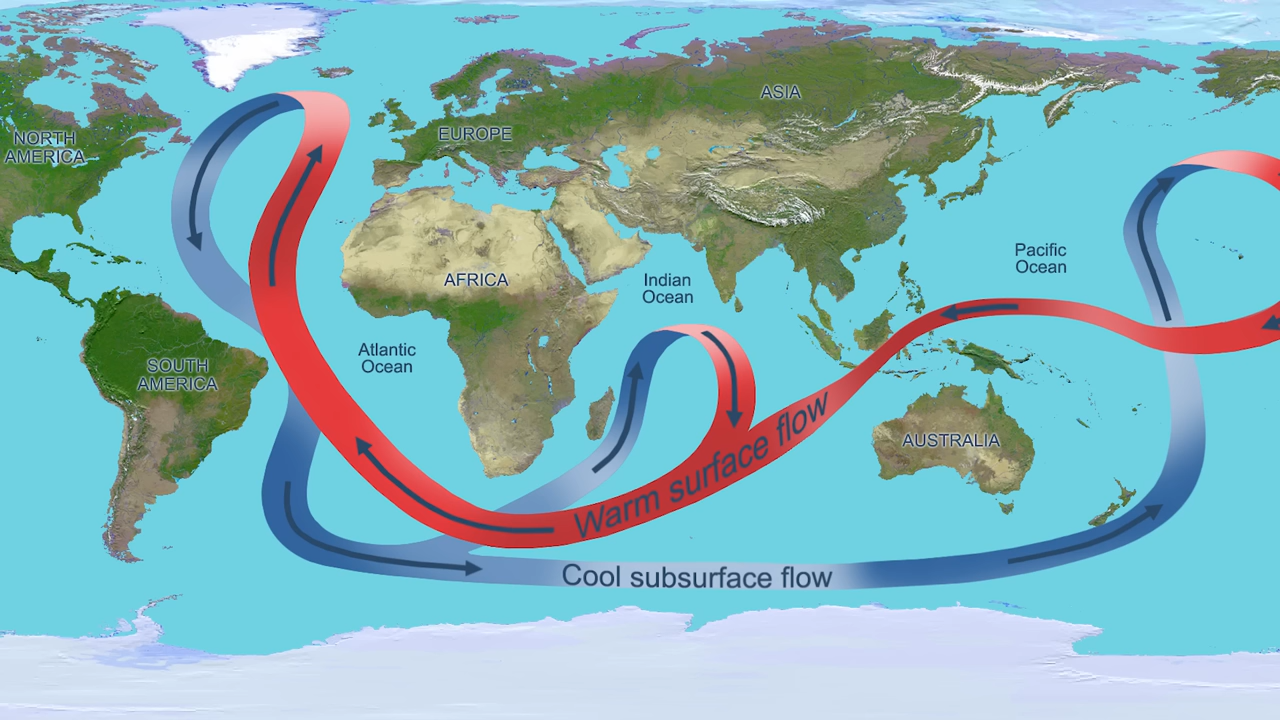 ASIA
EUROPE
NORTH
AMERICA
Pacific
Ocean
AFRICA
Indian
Ocean
Atlantic
Ocean
SOUTH
AMERICA
AUSTRALIA
Warm surface flow
Cool subsurface flow